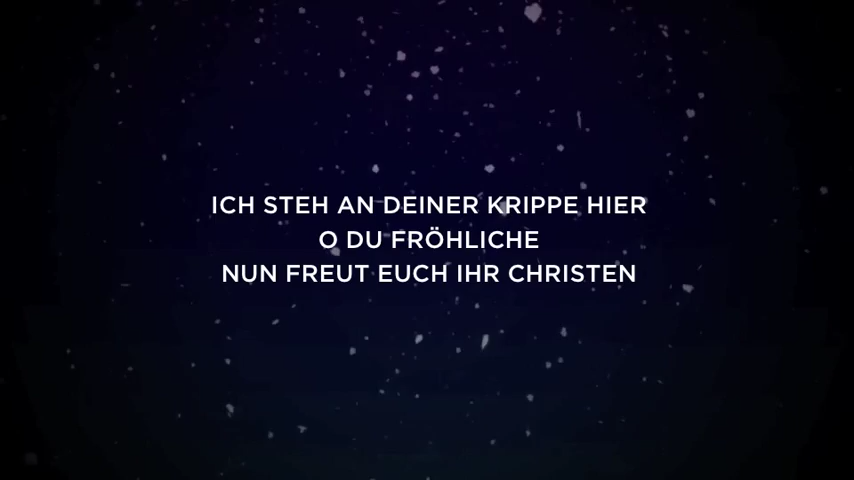 ICH STEH AN DEINER KRIPPE HIER
O DU FRÖHLICHE
NUN FREUT EUCH IHR CHRISTEN